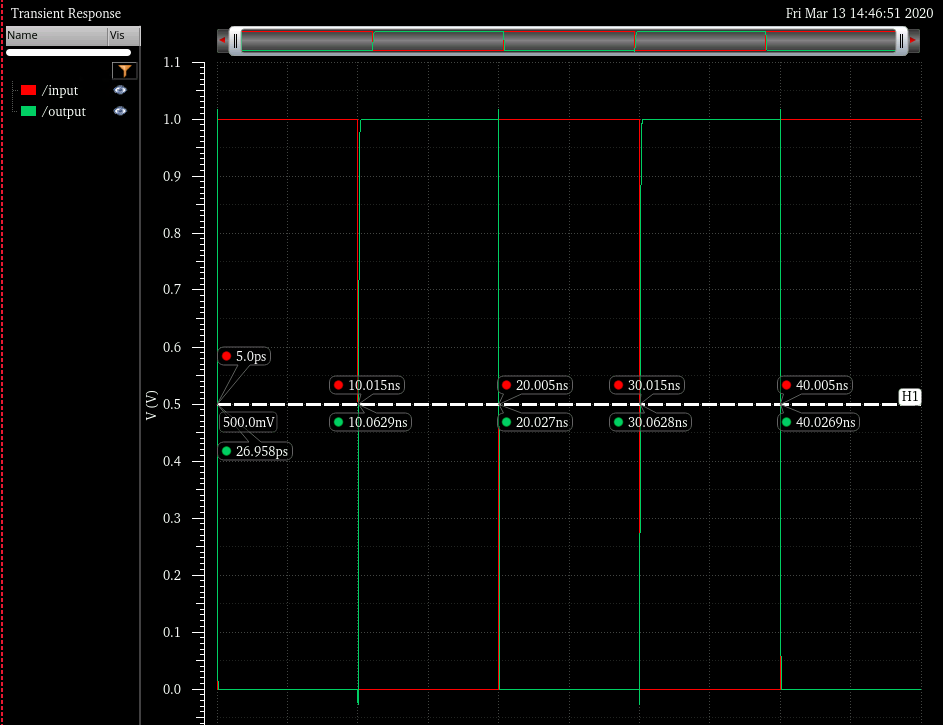 Transient Response
Fri Mar 13 14:46:51 2020
Name Vis
/input
/output
1.1
1.0
0.9
0.8
0.7
0.6
0.5
0.4
0.3
0.2
0.1
0.0
V (V)
5.0ps
10.015ns
20.005ns
30.015ns
40.005ns
H1
500.0mV
10.0629ns
20.027ns
30.0628ns
40.0269ns
26.958ps